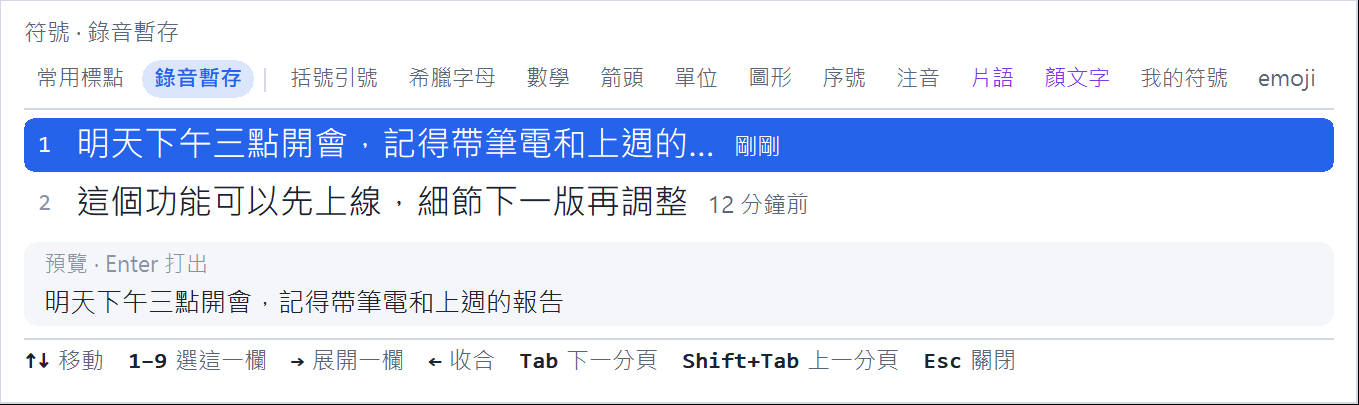 符號 · 錄音暫存
常用標點 錄音暫存 | 括號引號 希臘字母 數學 箭頭 單位 圖形 序號 注音 片語 顏文字 我的符號 emoji
1 明天下午三點開會，記得帶筆電和上週的... 剛剛
2 這個功能可以先上線，細節下一版再調整 12 分鐘前
預覽 · Enter 打出
明天下午三點開會，記得帶筆電和上週的報告
↑↓ 移動 1–9 選這一欄 → 展開一欄 ← 收合 Tab 下一分頁 Shift+Tab 上一分頁 Esc 關閉